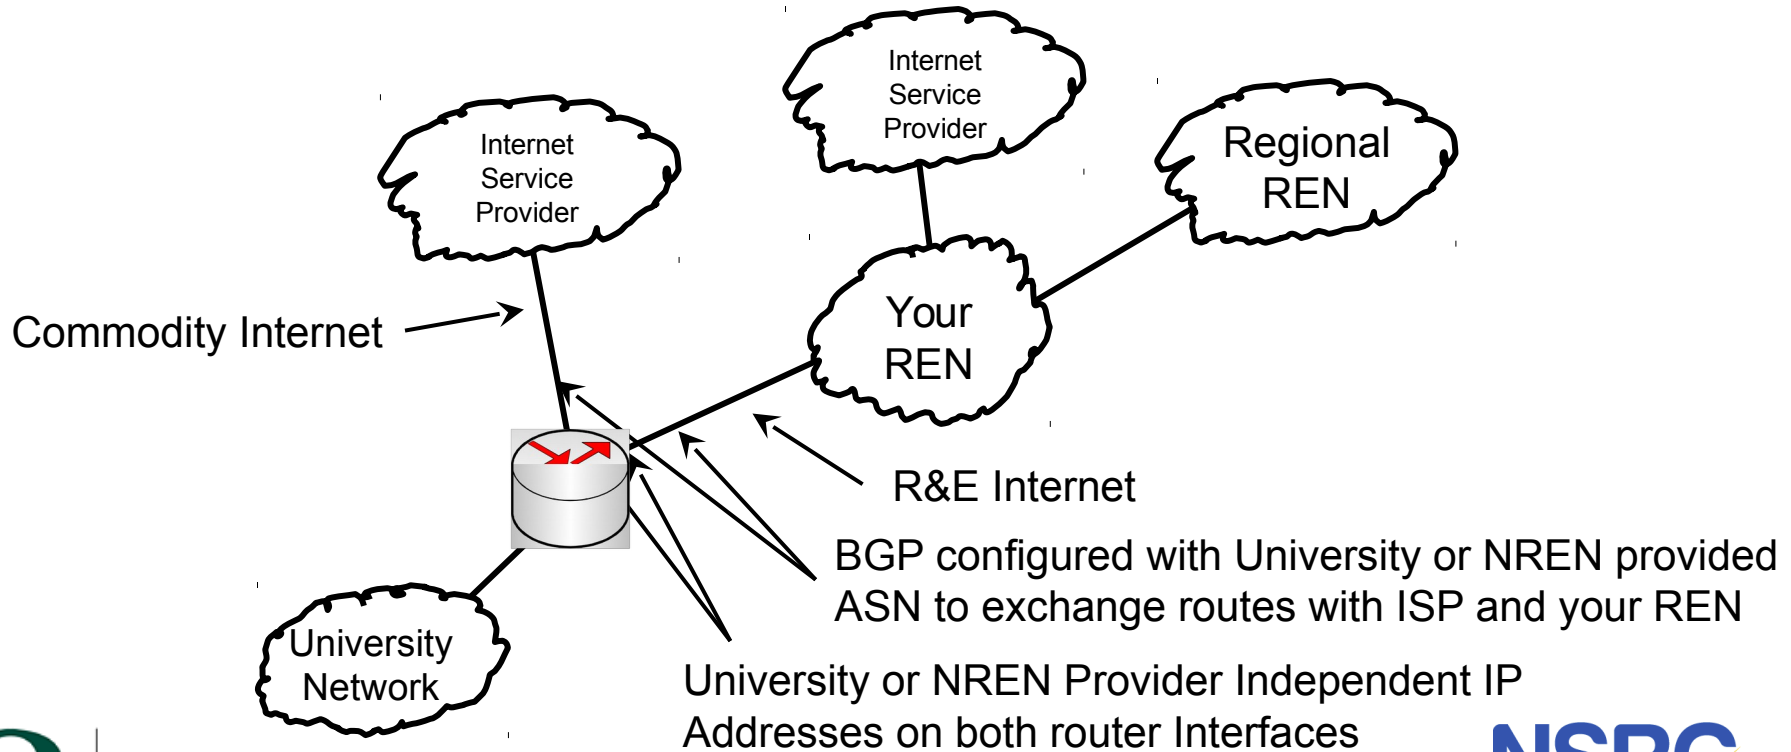 Internet
Service
Provider
Internet
Service
Provider
Regional
REN
Commodity Internet
Your
REN
R&E Internet
BGP configured with University or NREN provided
ASN to exchange routes with ISP and your REN
University
Network
University or NREN Provider Independent IP
Addresses on both router Interfaces
NSRC